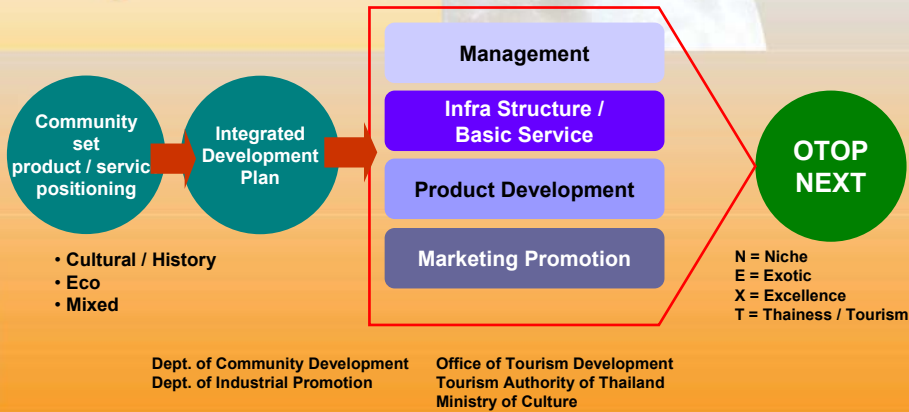 Community
set
product / servic
positioning
Integrated
Development
Plan
Management
Infra Structure /
Basic Service
Product Development
Marketing Promotion
OTOP
NEXT
• Cultural / History
• Eco
• Mixed
N = Niche
E = Exotic
X = Excellence
T = Thainess / Tourism
Dept. of Community Development
Dept. of Industrial Promotion
Office of Tourism Development
Tourism Authority of Thailand
Ministry of Culture